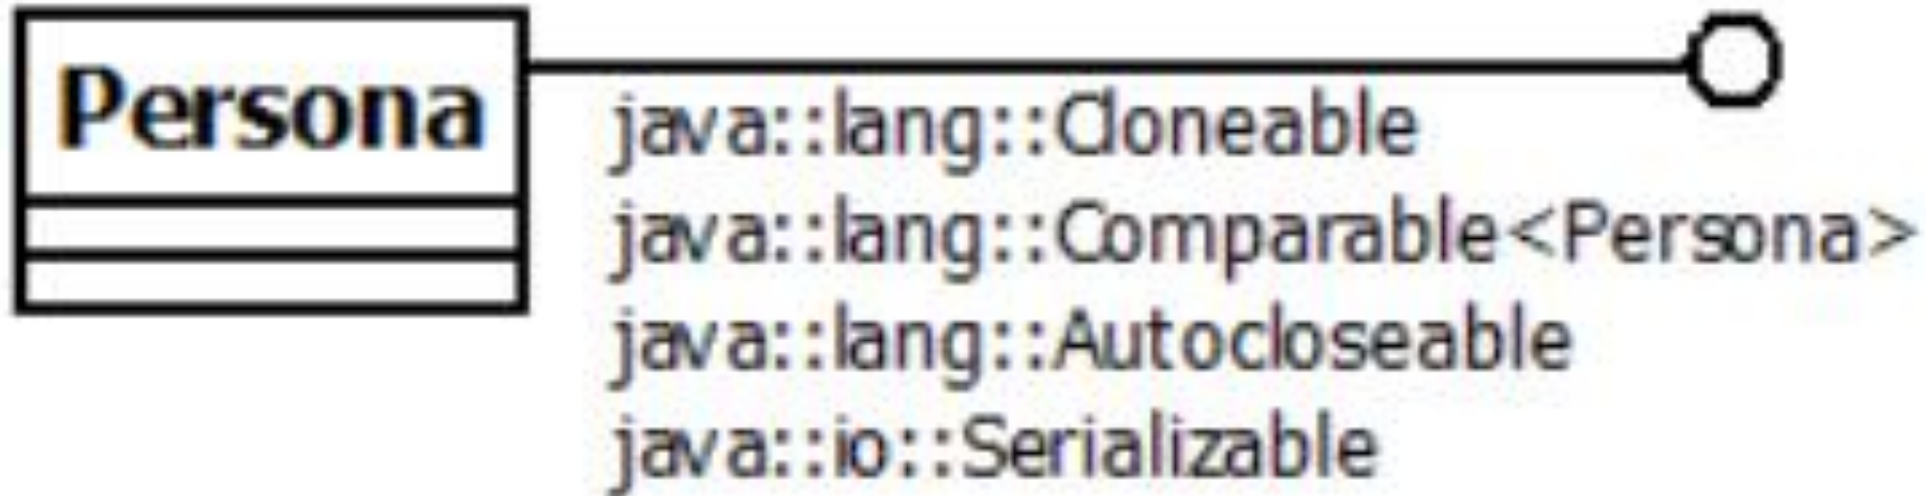 Persona
java::lang::Cloneable
java::lang::Comparable<Persona>
java::lang::Autocloseable
java::io::Serializable